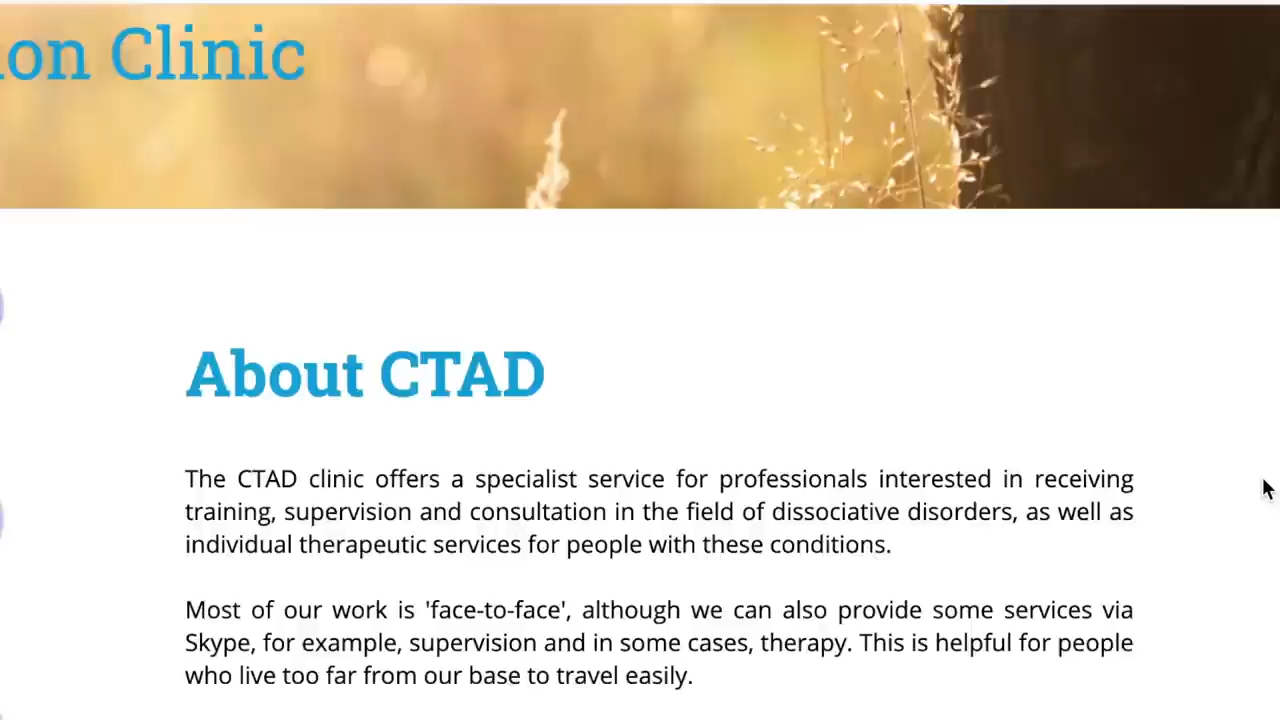 on Clinic
About CTAD
The CTAD clinic offers a specialist service for professionals interested in receiving
training, supervision and consultation in the field of dissociative disorders, as well as
individual therapeutic services for people with these conditions.
Most of our work is 'face-to-face', although we can also provide some services via
Skype, for example, supervision and in some cases, therapy. This is helpful for people
who live too far from our base to travel easily.